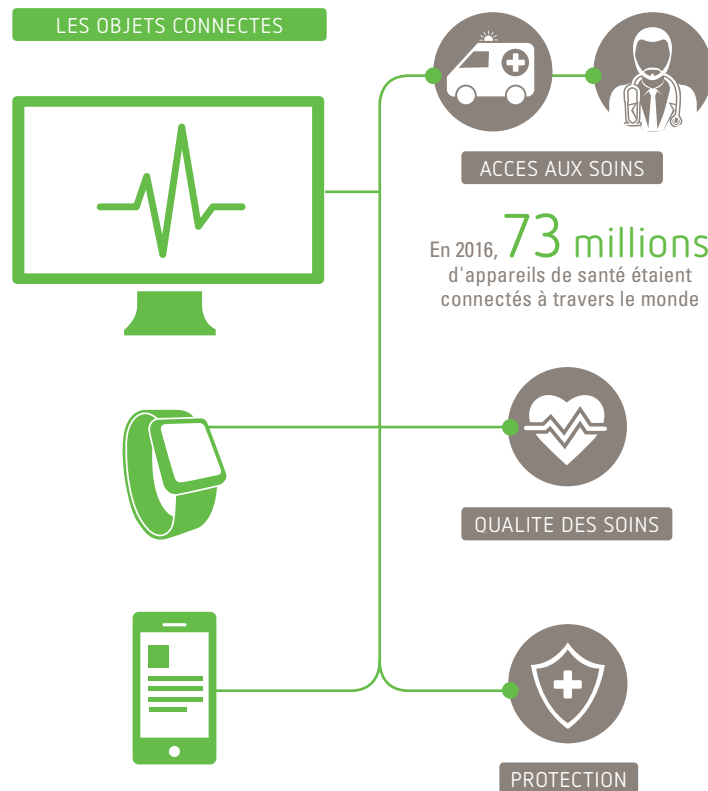 LES OBJETS CONNECTES
ACCES AUX SOINS
En 2016, 73 millions
d'appareils de santé étaient
connectés à travers le monde
QUALITE DES SOINS
PROTECTION